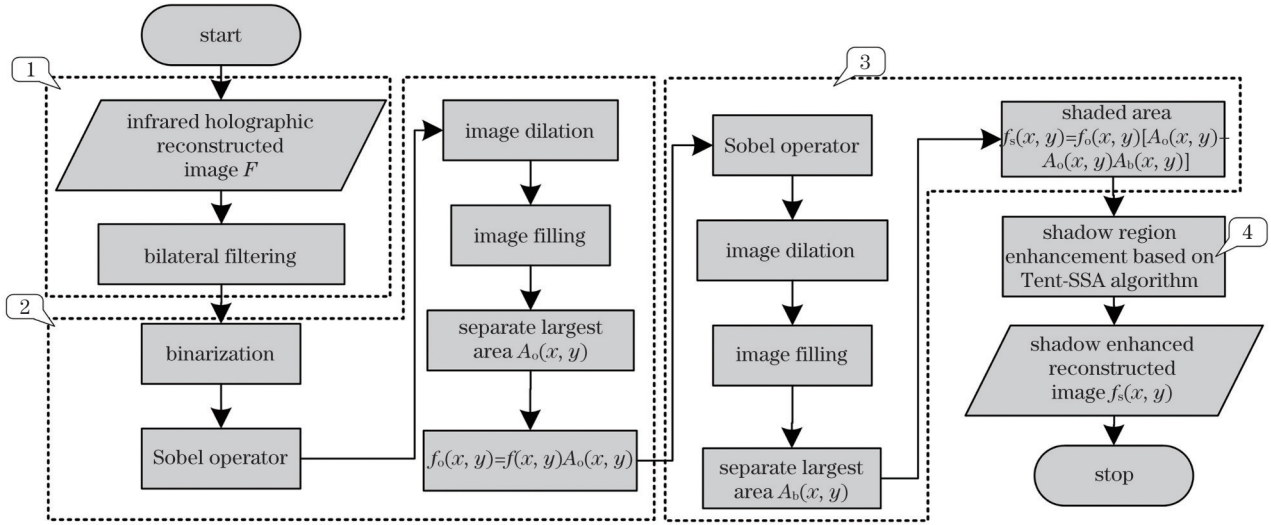 start
1
infrared holographic
reconstructed
image F
bilateral filtering
2
binarization
Sobel operator
image dilation
image filling
separate largest
area Aₒ(x, y)
fₒ(x, y)=f(x, y)Aₒ(x, y)
3
Sobel operator
image dilation
image filling
separate largest
area A_b(x, y)
shaded area
fₛ(x, y)=fₒ(x, y)[Aₒ(x, y)−
Aₒ(x, y)A_b(x, y)]
4
shadow region
enhancement based on
Tent-SSA algorithm
shadow enhanced
reconstructed
image fₛ(x, y)
stop